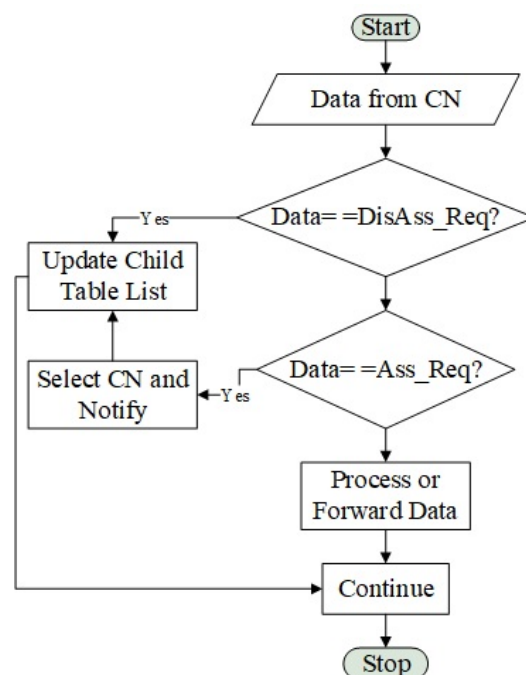 Start
Data from CN
Data= =DisAss_Req?
Yes
Update Child
Table List
Data= =Ass_Req?
Yes
Select CN and
Notify
Process or
Forward Data
Continue
Stop